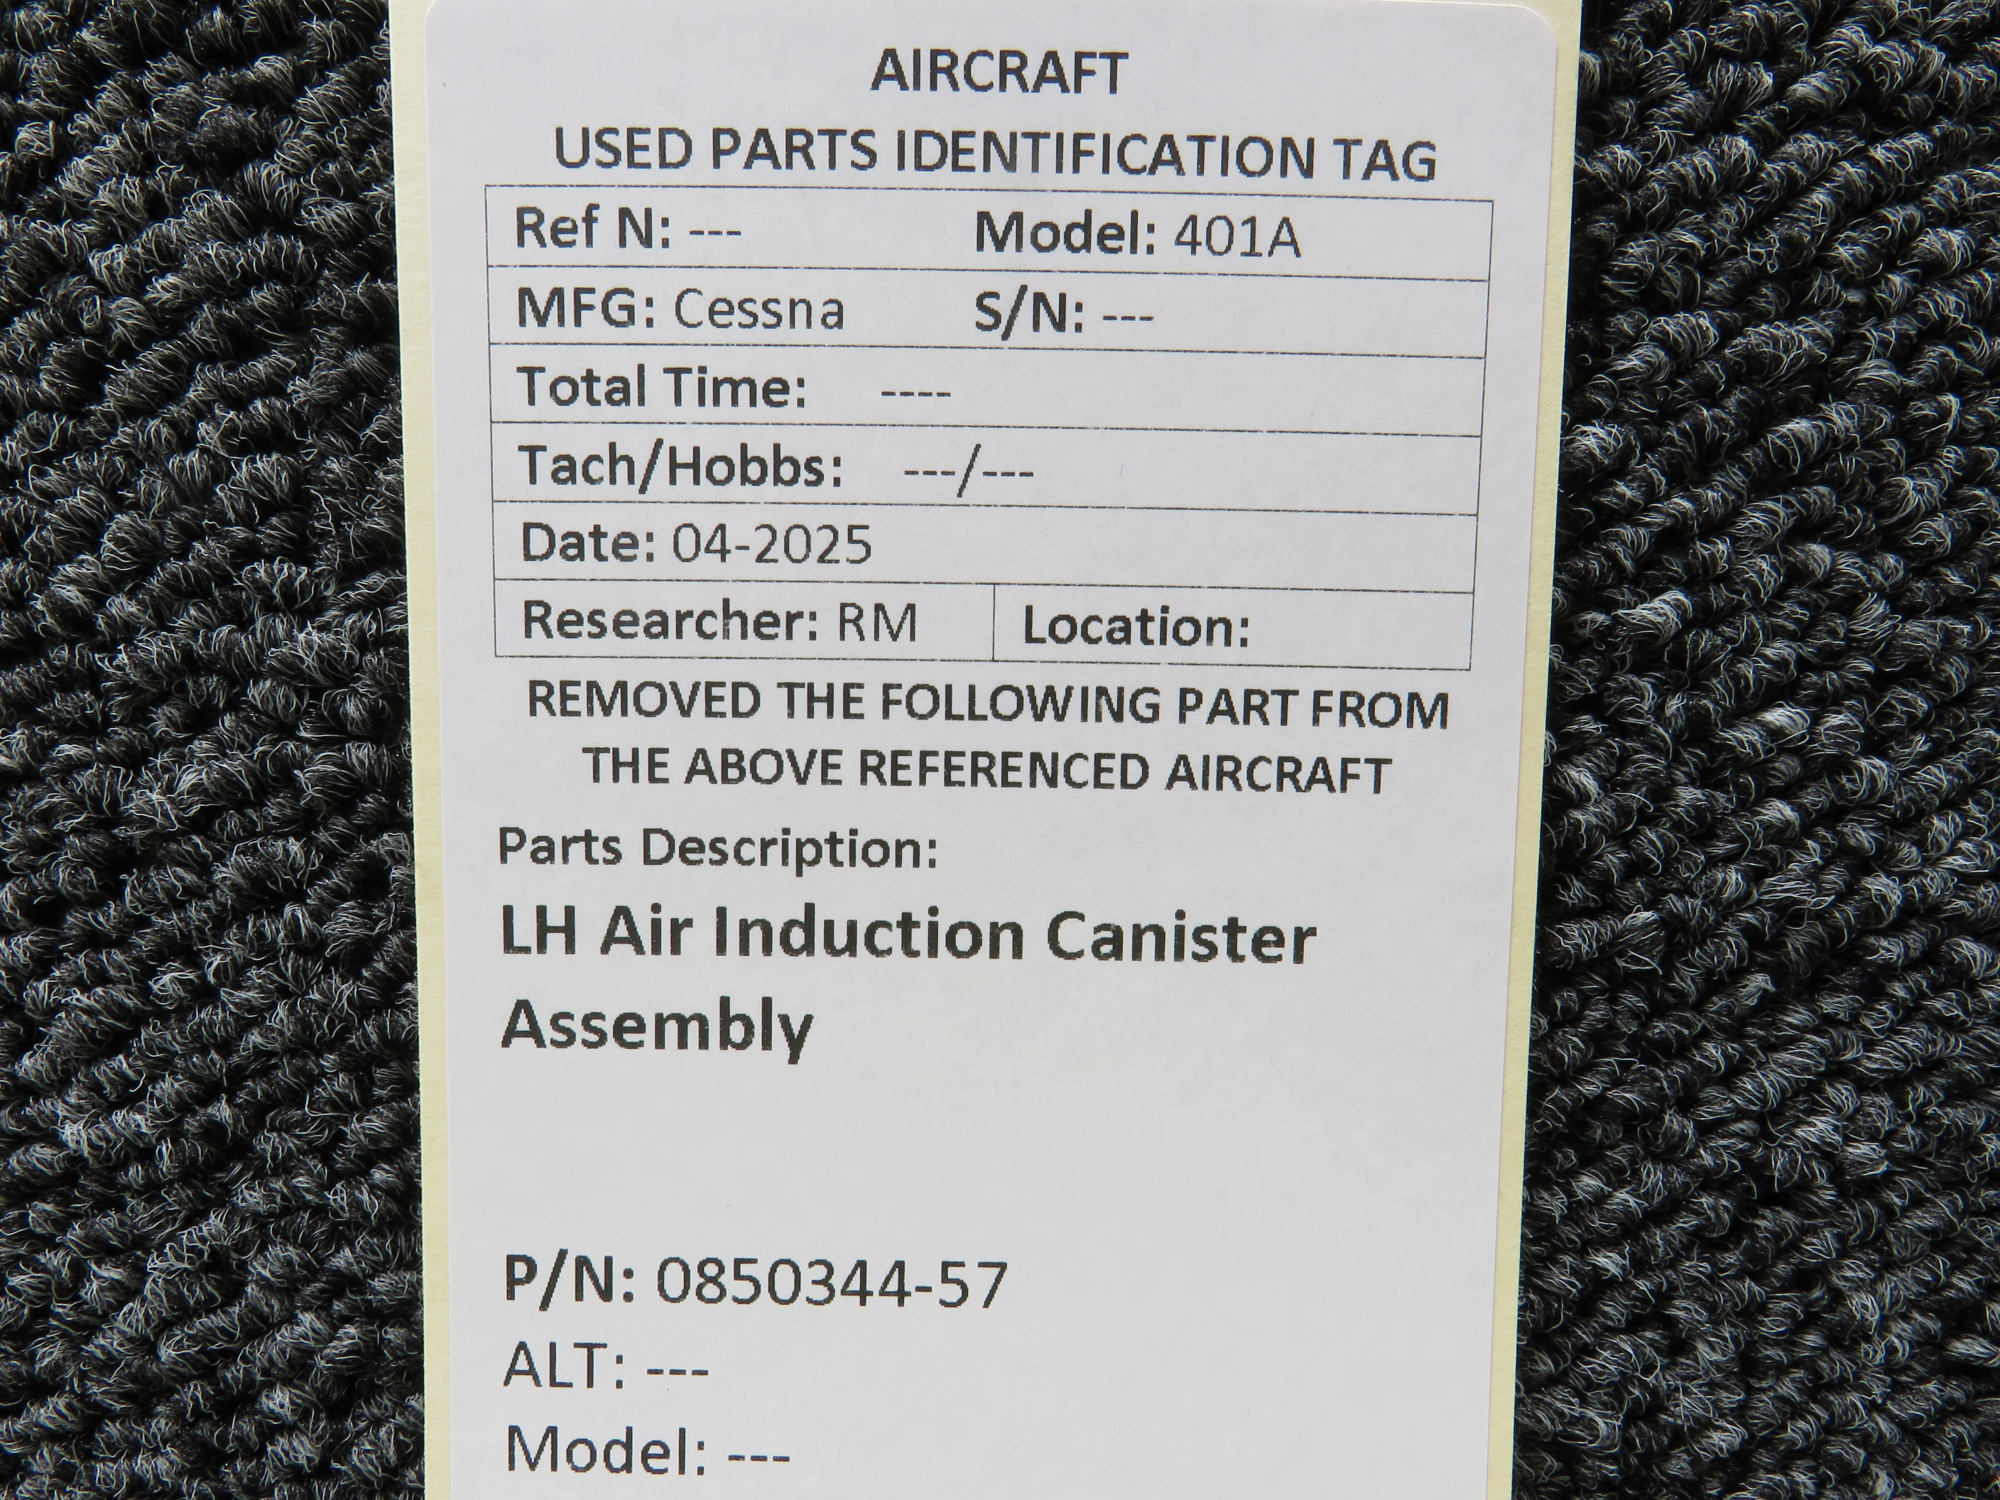 AIRCRAFT
USED PARTS IDENTIFICATION TAG
Ref N: --- Model: 401A
MFG: Cessna S/N: ---
Total Time: ----
Tach/Hobbs: ---/---
Date: 04-2025
Researcher: RM Location:
REMOVED THE FOLLOWING PART FROM
THE ABOVE REFERENCED AIRCRAFT
Parts Description:
LH Air Induction Canister
Assembly
P/N: 0850344-57
ALT: ---
Model: ---